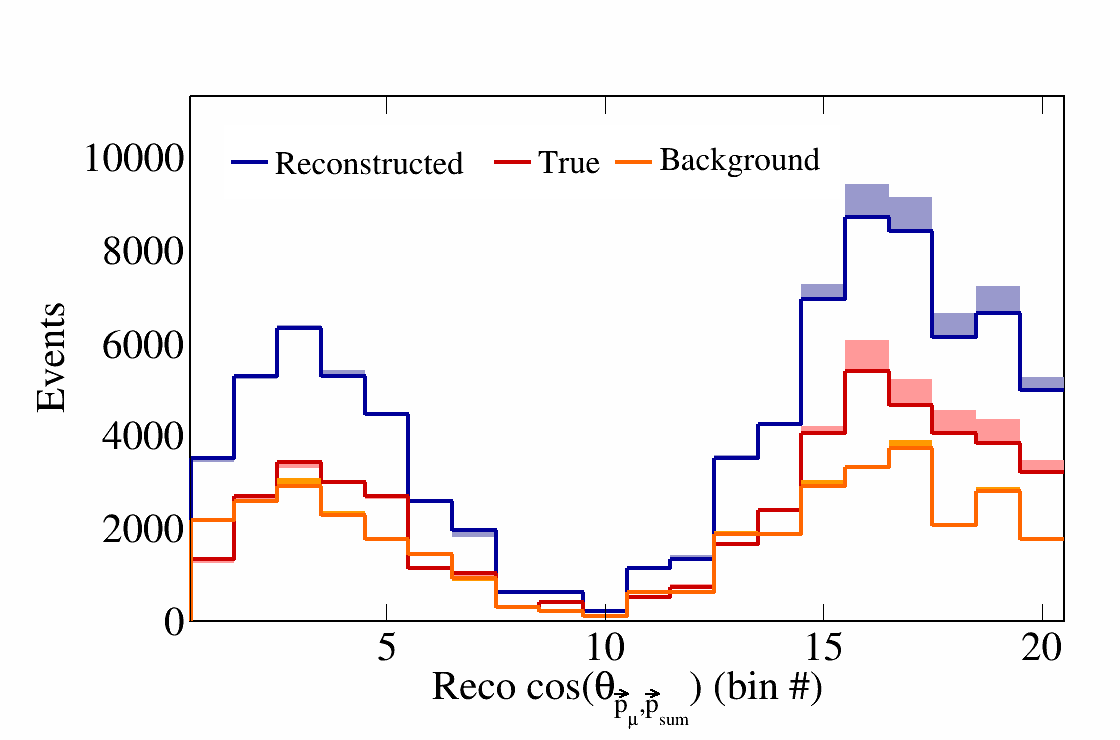 10000
8000
6000
4000
2000
0
Events
Reconstructed True Background
5 10 15 20
Reco cos(θp⃗μ,p⃗sum) (bin #)